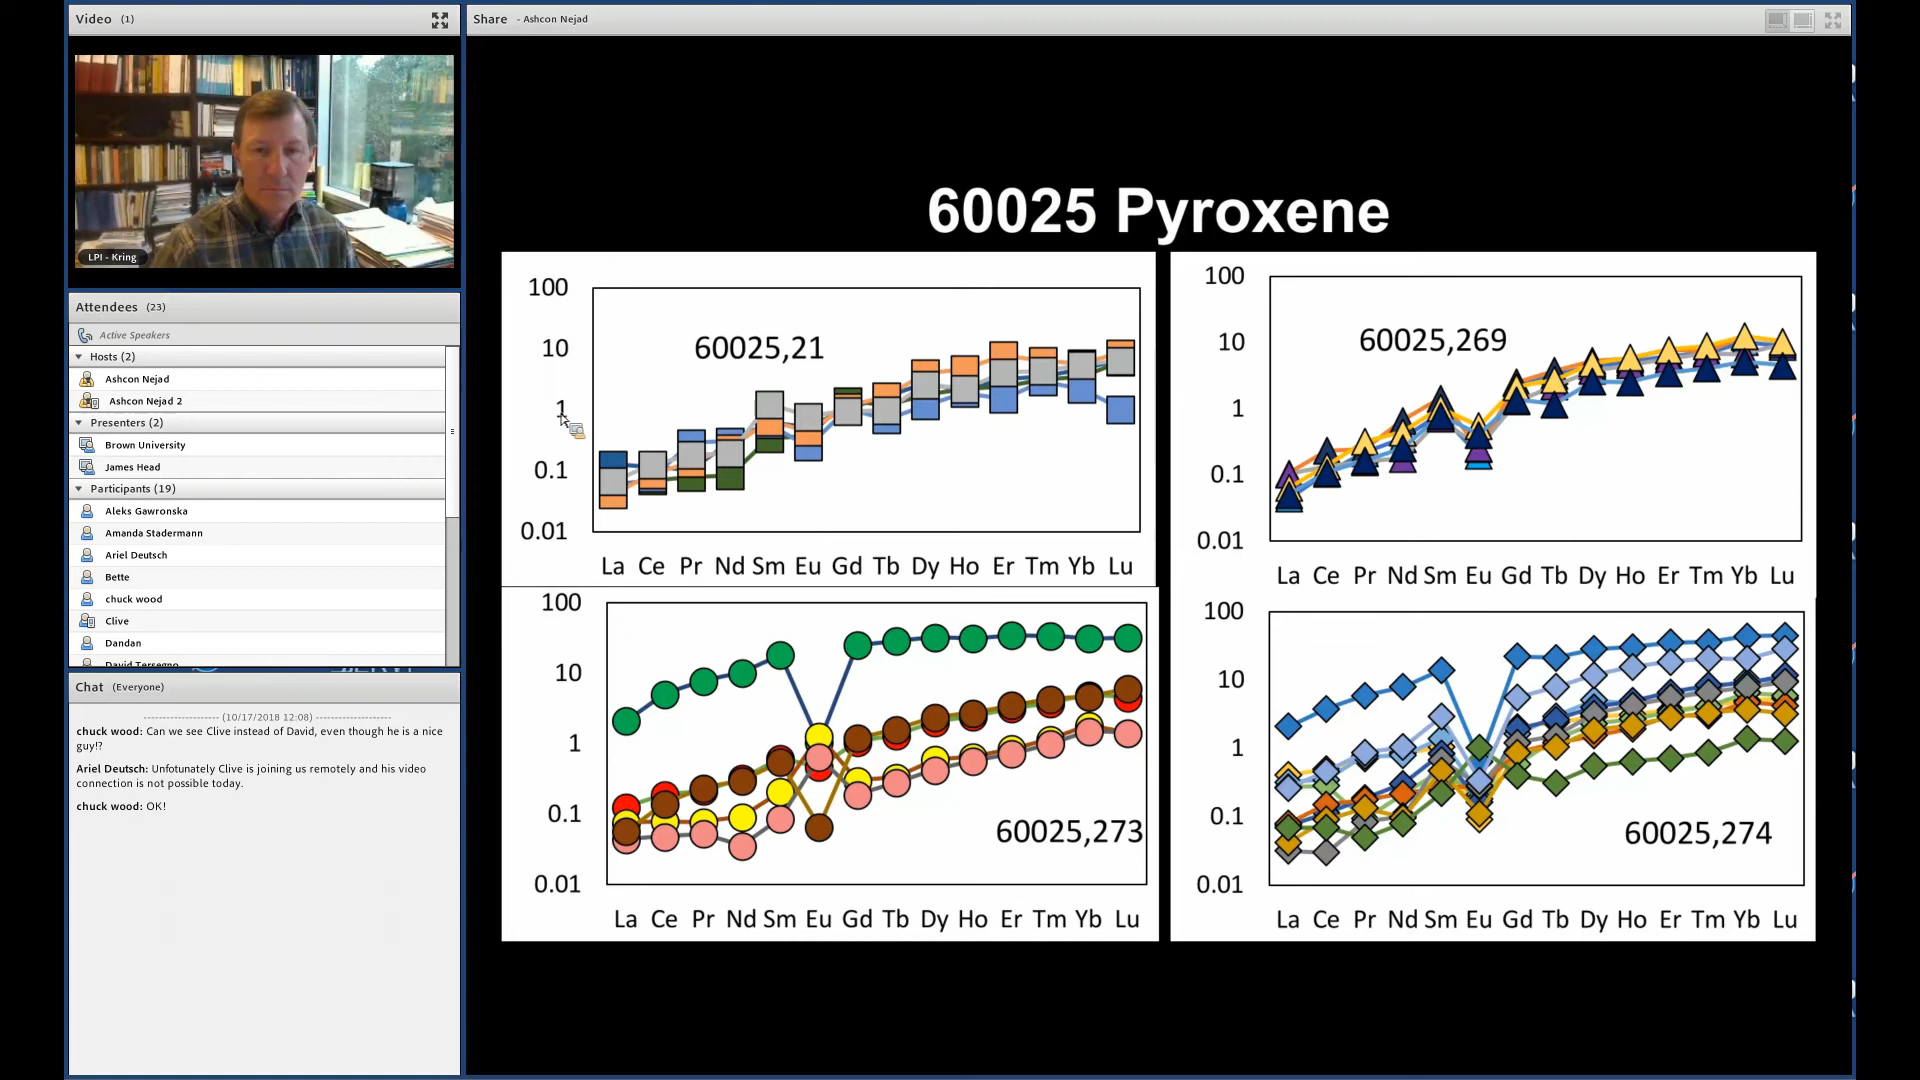 Video (1)
LPI - Kring
Attendees (23)
Active Speakers
Hosts (2)
Ashcon Nejad
Ashcon Nejad 2
Presenters (2)
Brown University
James Head
Participants (19)
Aleks Gawronska
Amanda Stadermann
Ariel Deutsch
Bette
chuck wood
Clive
Dandan
David Tersegno
Chat (Everyone)
-------------------- (10/17/2018 12:08) --------------------
chuck wood: Can we see Clive instead of David, even though he is a nice
guy!?
Ariel Deutsch: Unfotunately Clive is joining us remotely and his video
connection is not possible today.
chuck wood: OK!
Share - Ashcon Nejad
60025 Pyroxene
100
10
1
0.1
0.01
60025,21
La Ce Pr Nd Sm Eu Gd Tb Dy Ho Er Tm Yb Lu
100
10
1
0.1
0.01
60025,269
La Ce Pr Nd Sm Eu Gd Tb Dy Ho Er Tm Yb Lu
100
10
1
0.1
0.01
60025,273
La Ce Pr Nd Sm Eu Gd Tb Dy Ho Er Tm Yb Lu
100
10
1
0.1
0.01
60025,274
La Ce Pr Nd Sm Eu Gd Tb Dy Ho Er Tm Yb Lu